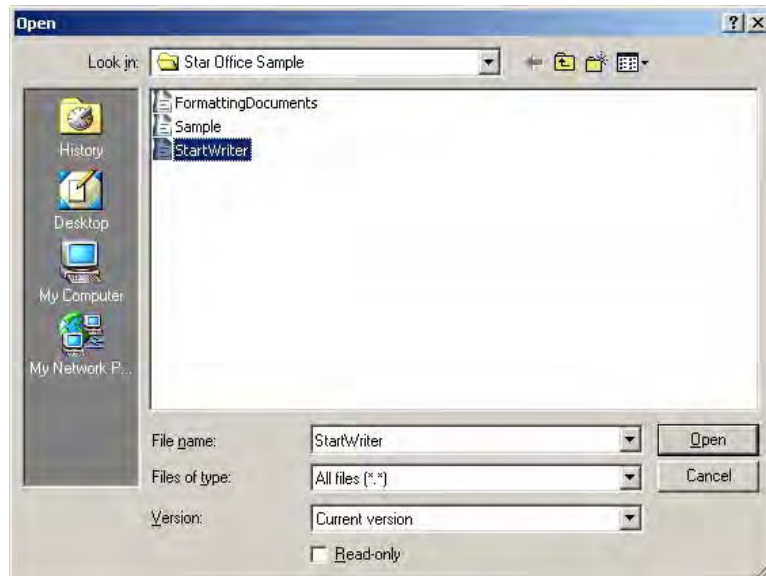 Open
Look in: Star Office Sample
FormattingDocuments
Sample
StartWriter
History
Desktop
My Computer
My Network P...
File name: StartWriter Open
Files of type: All files (*.*) Cancel
Version: Current version
Read-only